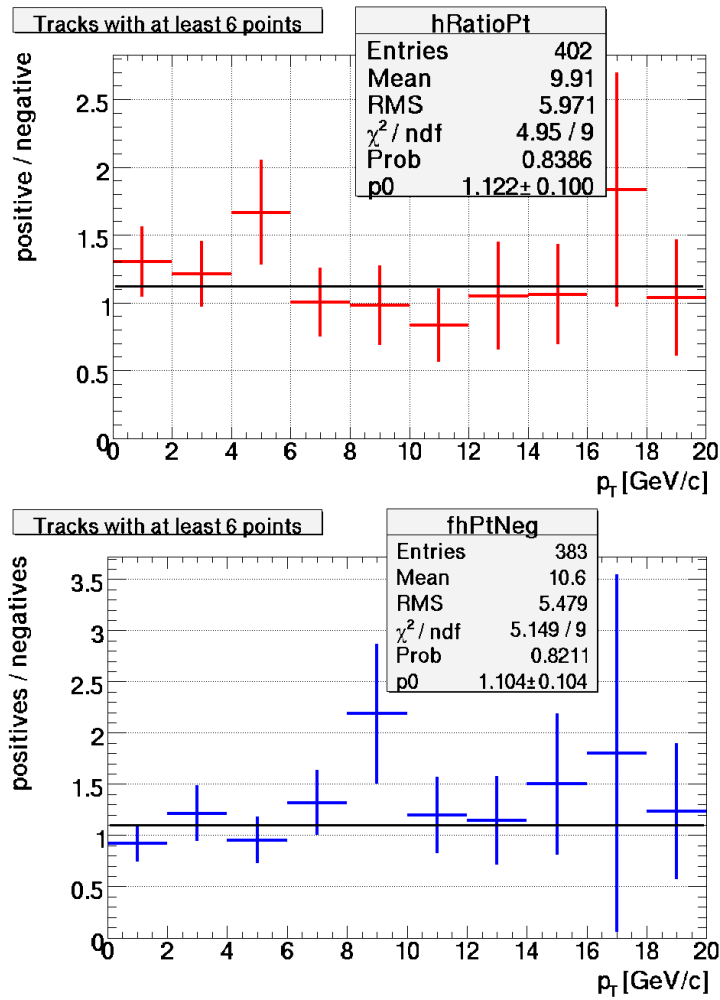 Tracks with at least 6 points
hRatioPt
Entries 402
Mean 9.91
RMS 5.971
χ² / ndf 4.95 / 9
Prob 0.8386
p0 1.122± 0.100
positive / negative
2.5
2
1.5
1
0.5
0
0 2 4 6 8 10 12 14 16 18 20
p_T [GeV/c]
Tracks with at least 6 points
fhPtNeg
Entries 383
Mean 10.6
RMS 5.479
χ² / ndf 5.149 / 9
Prob 0.8211
p0 1.104± 0.104
positives / negatives
3.5
3
2.5
2
1.5
1
0.5
0
0 2 4 6 8 10 12 14 16 18 20
p_T [GeV/c]